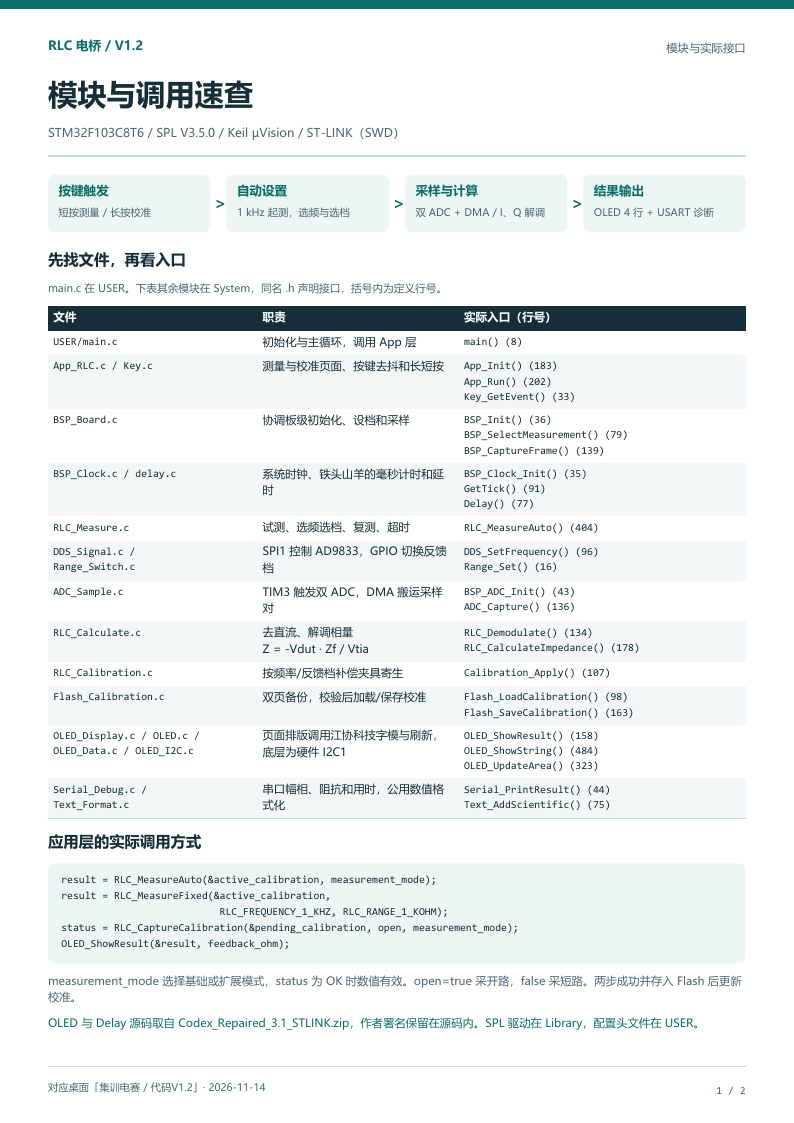 RLC 电桥 / V1.2
模块与实际接口
模块与调用速查
STM32F103C8T6 / SPL V3.5.0 / Keil µVision / ST-LINK（SWD）
按键触发
短按测量 / 长按校准
>
自动设置
1 kHz 起测，选频与选档
>
采样与计算
双 ADC + DMA / I、Q 解调
>
结果输出
OLED 4 行 + USART 诊断
先找文件，再看入口
main.c 在 USER。下表其余模块在 System，同名 .h 声明接口，括号内为定义行号。
文件 职责 实际入口（行号）
USER/main.c 初始化与主循环，调用 App 层 main() (8)
App_RLC.c / Key.c 测量与校准页面、按键去抖和长短按 App_Init() (183)
App_Run() (202)
Key_GetEvent() (33)
BSP_Board.c 协调板级初始化、设档和采样 BSP_Init() (36)
BSP_SelectMeasurement() (79)
BSP_CaptureFrame() (139)
BSP_Clock.c / delay.c 系统时钟、铁头山羊的毫秒计时和延 BSP_Clock_Init() (35)
时 GetTick() (91)
Delay() (77)
RLC_Measure.c 试测、选频选档、复测、超时 RLC_MeasureAuto() (404)
DDS_Signal.c / SPI1 控制 AD9833，GPIO 切换反馈 DDS_SetFrequency() (96)
Range_Switch.c 档 Range_Set() (16)
ADC_Sample.c TIM3 触发双 ADC，DMA 搬运采样 BSP_ADC_Init() (43)
对 ADC_Capture() (136)
RLC_Calculate.c 去直流、解调相量 RLC_Demodulate() (134)
Z = -Vdut · Zf / Vtia RLC_CalculateImpedance() (178)
RLC_Calibration.c 按频率/反馈档补偿夹具寄生 Calibration_Apply() (107)
Flash_Calibration.c 双页备份，校验后加载/保存校准 Flash_LoadCalibration() (98)
Flash_SaveCalibration() (163)
OLED_Display.c / OLED.c / 页面排版调用江协科技字模与刷新， OLED_ShowResult() (158)
OLED_Data.c / OLED_I2C.c 底层为硬件 I2C1 OLED_ShowString() (484)
OLED_UpdateArea() (323)
Serial_Debug.c / 串口幅相、阻抗和用时，公用数值格 Serial_PrintResult() (44)
Text_Format.c 式化 Text_AddScientific() (75)
应用层的实际调用方式
result = RLC_MeasureAuto(&active_calibration, measurement_mode);
result = RLC_MeasureFixed(&active_calibration,
RLC_FREQUENCY_1_KHZ, RLC_RANGE_1_KOHM);
status = RLC_CaptureCalibration(&pending_calibration, open, measurement_mode);
OLED_ShowResult(&result, feedback_ohm);
measurement_mode 选择基础或扩展模式，status 为 OK 时数值有效。open=true 采开路，false 采短路。两步成功并存入 Flash 后更新
校准。
OLED 与 Delay 源码取自 Codex_Repaired_3.1_STLINK.zip，作者署名保留在源码内。SPL 驱动在 Library，配置头文件在 USER。
对应桌面「集训电赛 / 代码V1.2」· 2026-11-14
1 / 2